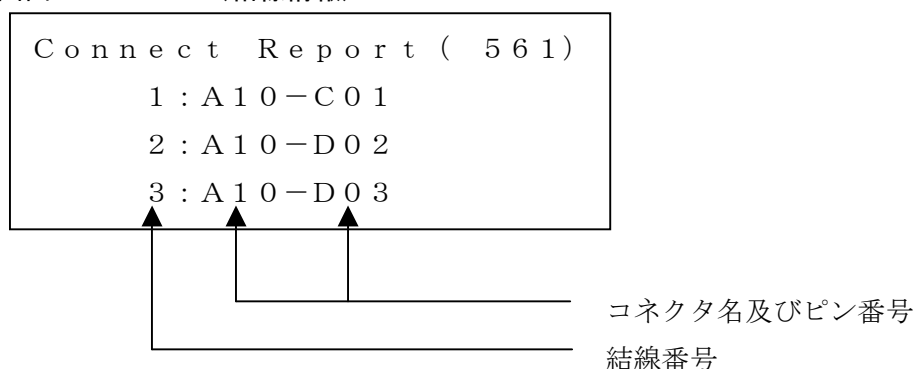 Ｃｏｎｎｅｃｔ　Ｒｅｐｏｒｔ（　５６１）
１：Ａ１０－Ｃ０１
２：Ａ１０－Ｄ０２
３：Ａ１０－Ｄ０３
コネクタ名及びピン番号
結線番号